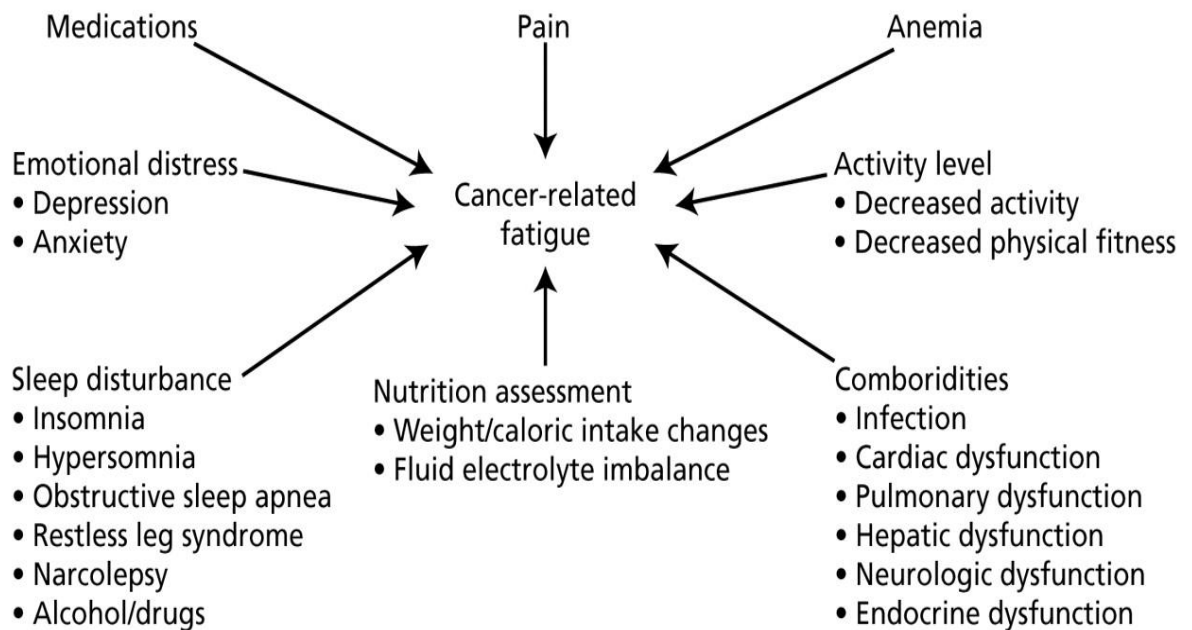 Medications
Pain
Anemia
Emotional distress
• Depression
• Anxiety
Cancer-related
fatigue
Activity level
• Decreased activity
• Decreased physical fitness
Sleep disturbance
• Insomnia
• Hypersomnia
• Obstructive sleep apnea
• Restless leg syndrome
• Narcolepsy
• Alcohol/drugs
Nutrition assessment
• Weight/caloric intake changes
• Fluid electrolyte imbalance
Comboridities
• Infection
• Cardiac dysfunction
• Pulmonary dysfunction
• Hepatic dysfunction
• Neurologic dysfunction
• Endocrine dysfunction